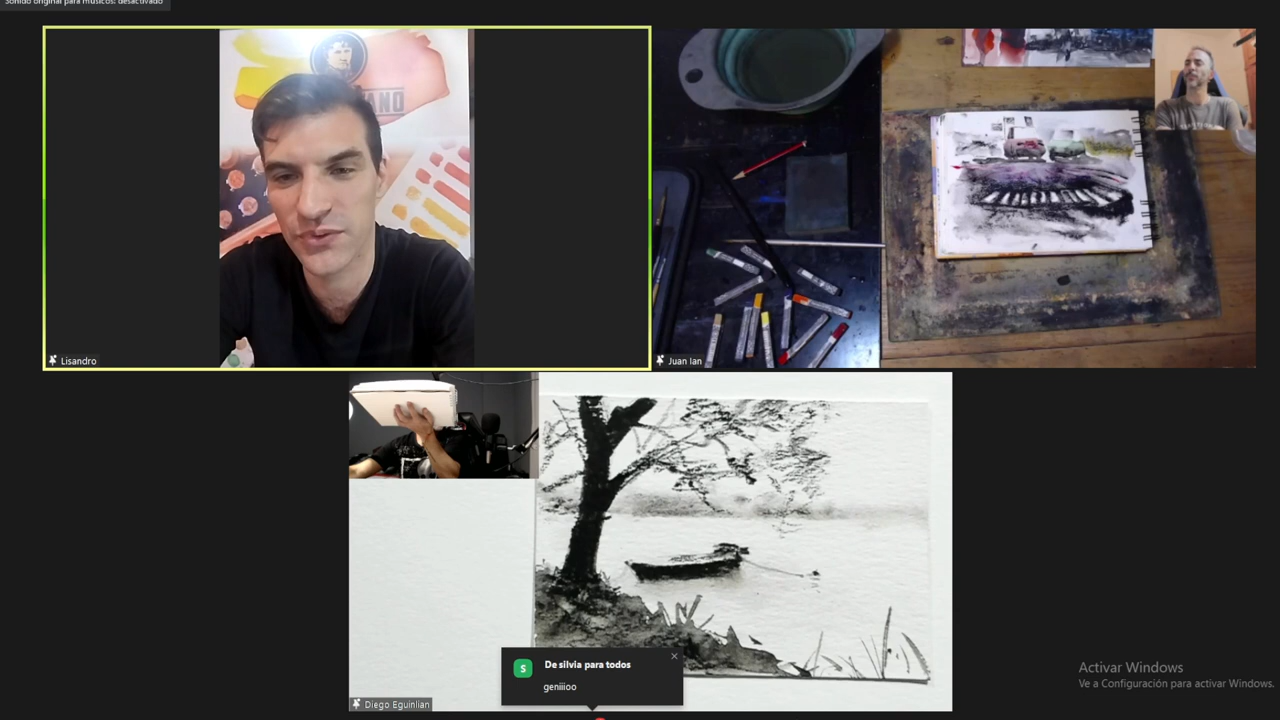 Sonido original para músicos: desactivado
Lisandro
Juan Ian
De silvia para todos
S
geniiioo
Diego Eguinlian
Activar Windows
Ve a Configuración para activar Windows.